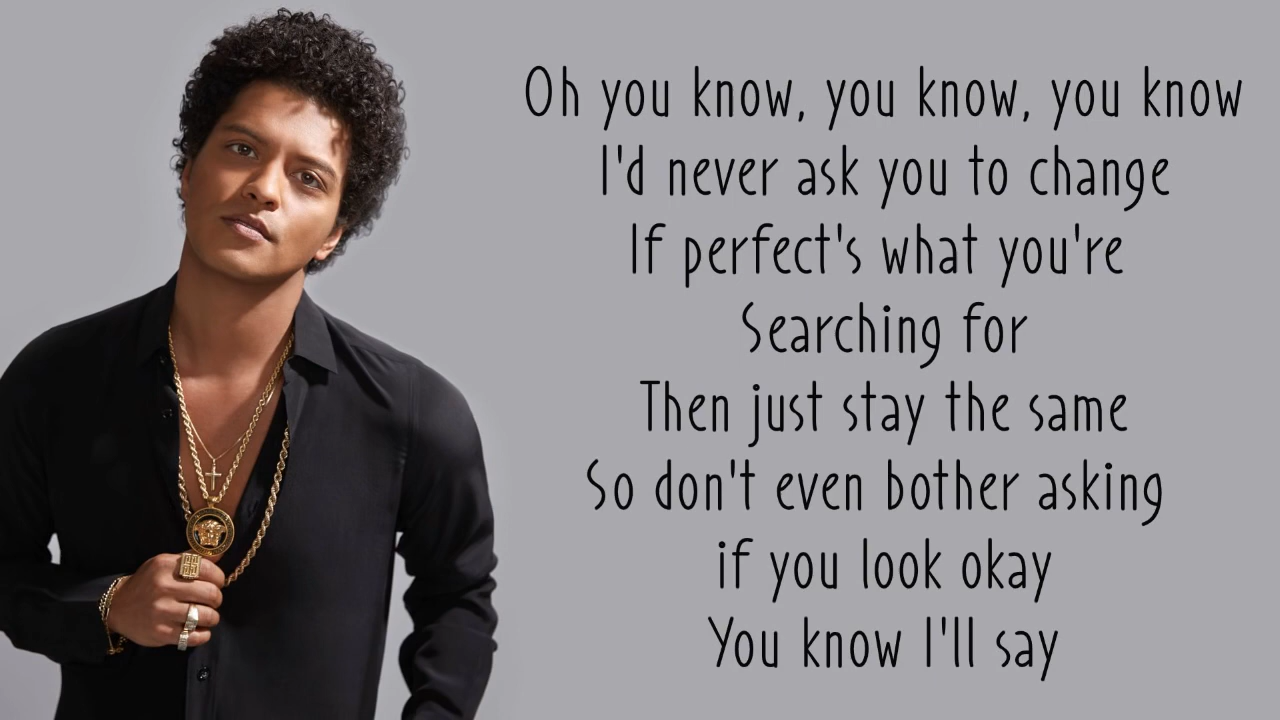 Oh you know, you know, you know
I'd never ask you to change
If perfect's what you're
Searching for
Then just stay the same
So don't even bother asking
if you look okay
You know I'll say